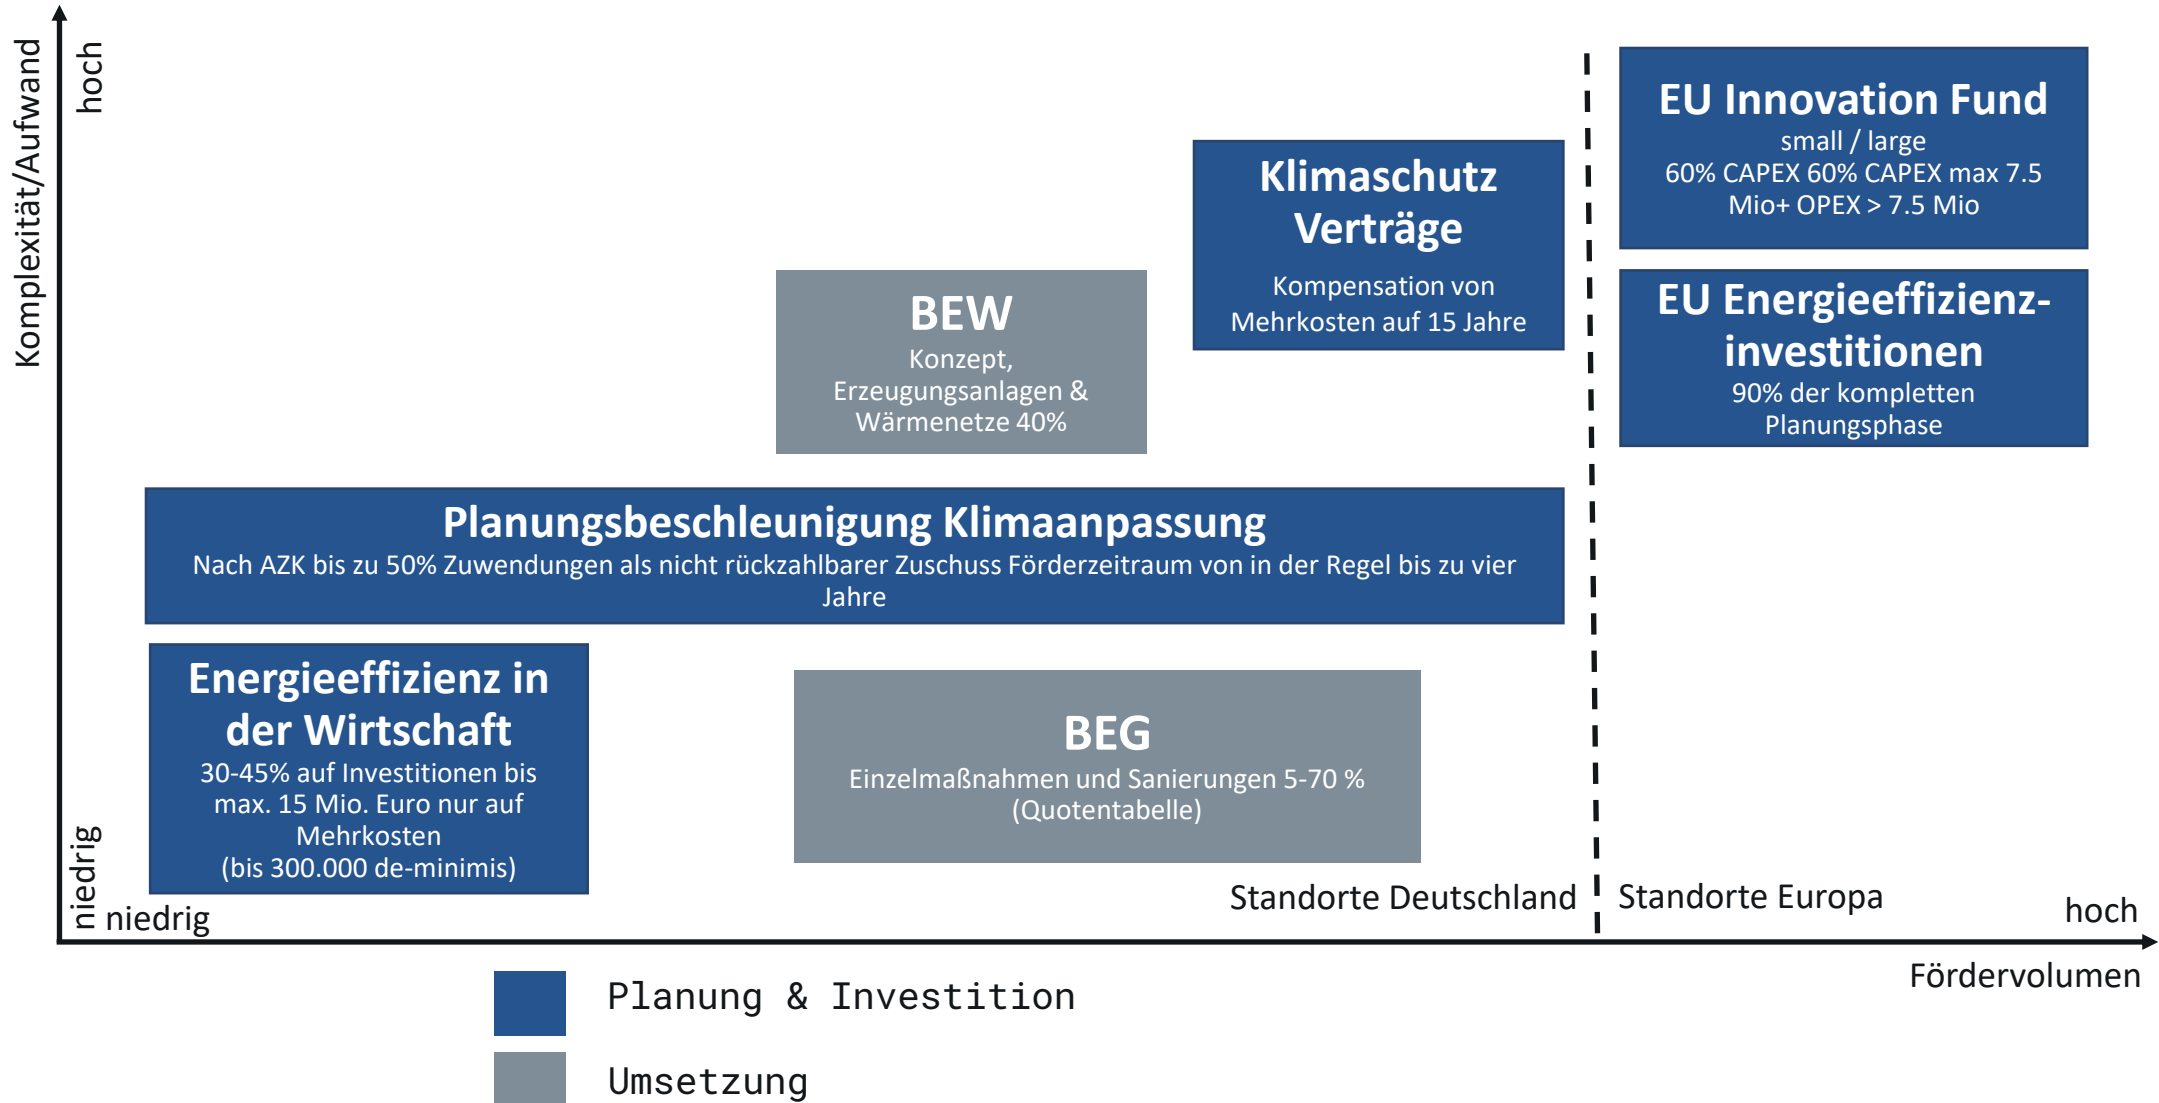 Komplexität/Aufwand
hoch
EU Innovation Fund
small / large
60% CAPEX 60% CAPEX max 7.5
Mio+ OPEX > 7.5 Mio
Klimaschutz
Verträge
Kompensation von
Mehrkosten auf 15 Jahre
BEW
Konzept,
Erzeugungsanlagen &
Wärmenetze 40%
EU Energieeffizienz-
investitionen
90% der kompletten
Planungsphase
Planungsbeschleunigung Klimaanpassung
Nach AZK bis zu 50% Zuwendungen als nicht rückzahlbarer Zuschuss Förderzeitraum von in der Regel bis zu vier
Jahre
Energieeffizienz in
der Wirtschaft
30-45% auf Investitionen bis
max. 15 Mio. Euro nur auf
Mehrkosten
(bis 300.000 de-minimis)
BEG
Einzelmaßnahmen und Sanierungen 5-70 %
(Quotentabelle)
niedrig
niedrig
Standorte Deutschland
Standorte Europa
hoch
Fördervolumen
Planung & Investition
Umsetzung